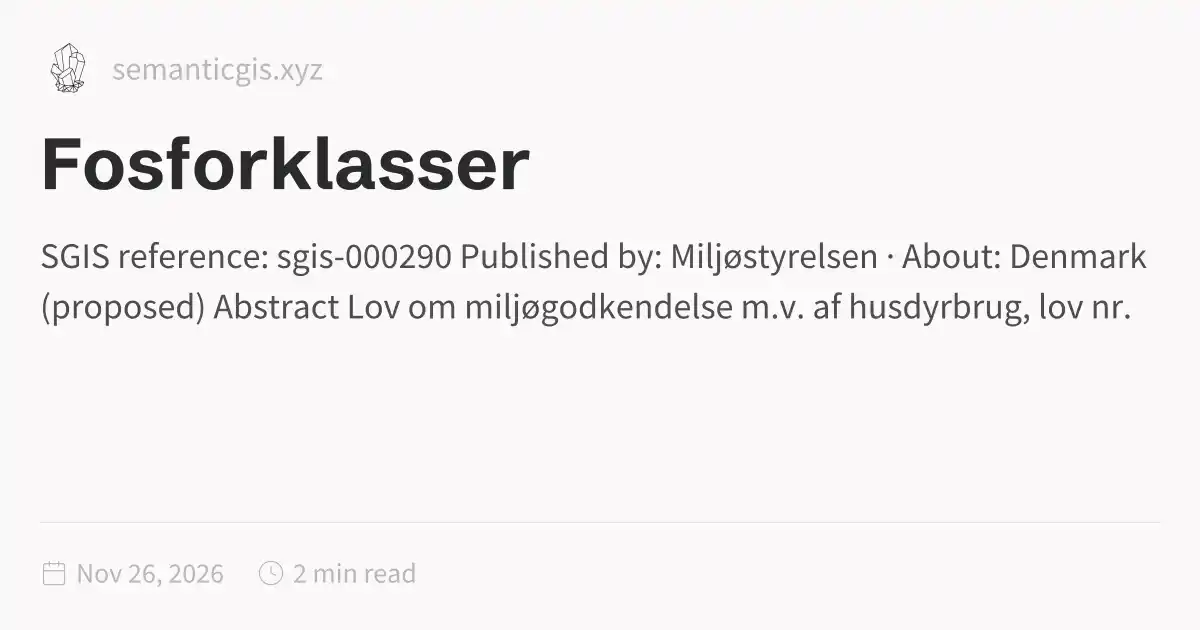 semanticgis.xyz
Fosforklasser
SGIS reference: sgis-000290 Published by: Miljøstyrelsen · About: Denmark
(proposed) Abstract Lov om miljøgodkendelse m.v. af husdyrbrug, lov nr.
Nov 26, 2026 2 min read